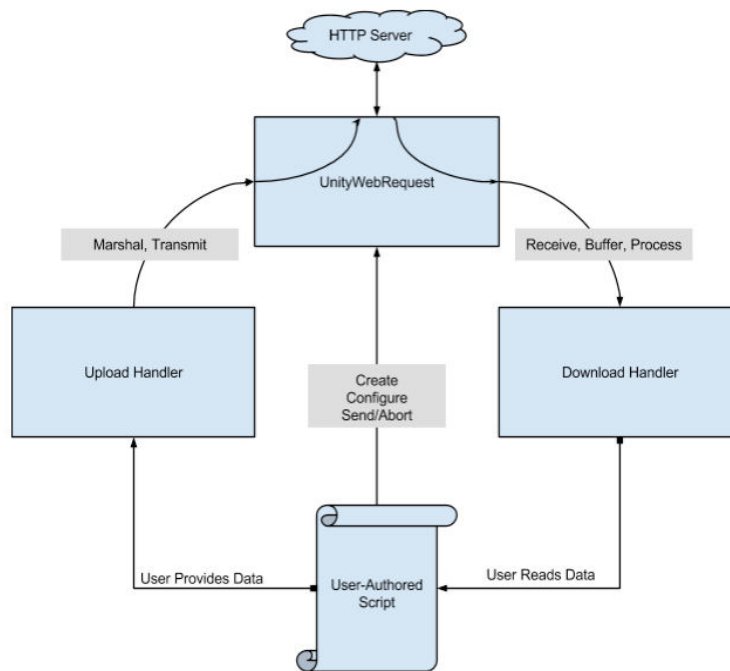 HTTP Server
UnityWebRequest
Marshal, Transmit
Receive, Buffer, Process
Upload Handler
Create
Configure
Send/Abort
Download Handler
User Provides Data
User-Authored
Script
User Reads Data